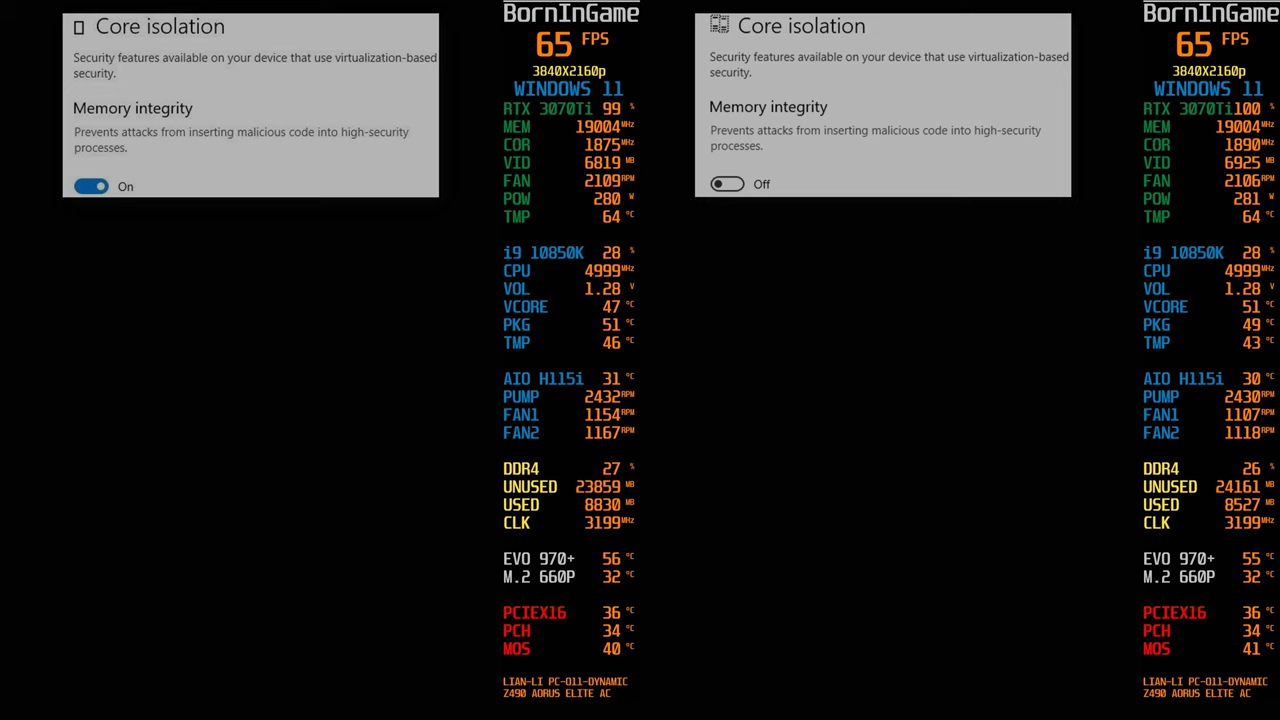 Core isolation
Security features available on your device that use virtualization-based
security.
Memory integrity
Prevents attacks from inserting malicious code into high-security
processes.
On
BornInGame
65 FPS
3840X2160p
WINDOWS 11
RTX 3070Ti 99 %
MEM 19004 MHz
COR 1875 MHz
VID 6819 MB
FAN 2109 RPM
POW 280 W
TMP 64 °C
i9 10850K 28 %
CPU 4999 MHz
VOL 1.28 V
VCORE 47 °C
PKG 51 °C
TMP 46 °C
AIO H115i 31 °C
PUMP 2432 RPM
FAN1 1154 RPM
FAN2 1167 RPM
DDR4 27 %
UNUSED 23859 MB
USED 8830 MB
CLK 3199 MHz
EVO 970+ 56 °C
M.2 660P 32 °C
PCIEX16 36 °C
PCH 34 °C
MOS 40 °C
LIAN-LI PC-O11-DYNAMIC
Z490 AORUS ELITE AC
Core isolation
Security features available on your device that use virtualization-based
security.
Memory integrity
Prevents attacks from inserting malicious code into high-security
processes.
Off
BornInGame
65 FPS
3840X2160p
WINDOWS 11
RTX 3070Ti 100 %
MEM 19004 MHz
COR 1890 MHz
VID 6925 MB
FAN 2106 RPM
POW 281 W
TMP 64 °C
i9 10850K 28 %
CPU 4999 MHz
VOL 1.28 V
VCORE 51 °C
PKG 49 °C
TMP 43 °C
AIO H115i 30 °C
PUMP 2430 RPM
FAN1 1107 RPM
FAN2 1118 RPM
DDR4 26 %
UNUSED 24161 MB
USED 8527 MB
CLK 3199 MHz
EVO 970+ 55 °C
M.2 660P 32 °C
PCIEX16 36 °C
PCH 34 °C
MOS 41 °C
LIAN-LI PC-O11-DYNAMIC
Z490 AORUS ELITE AC